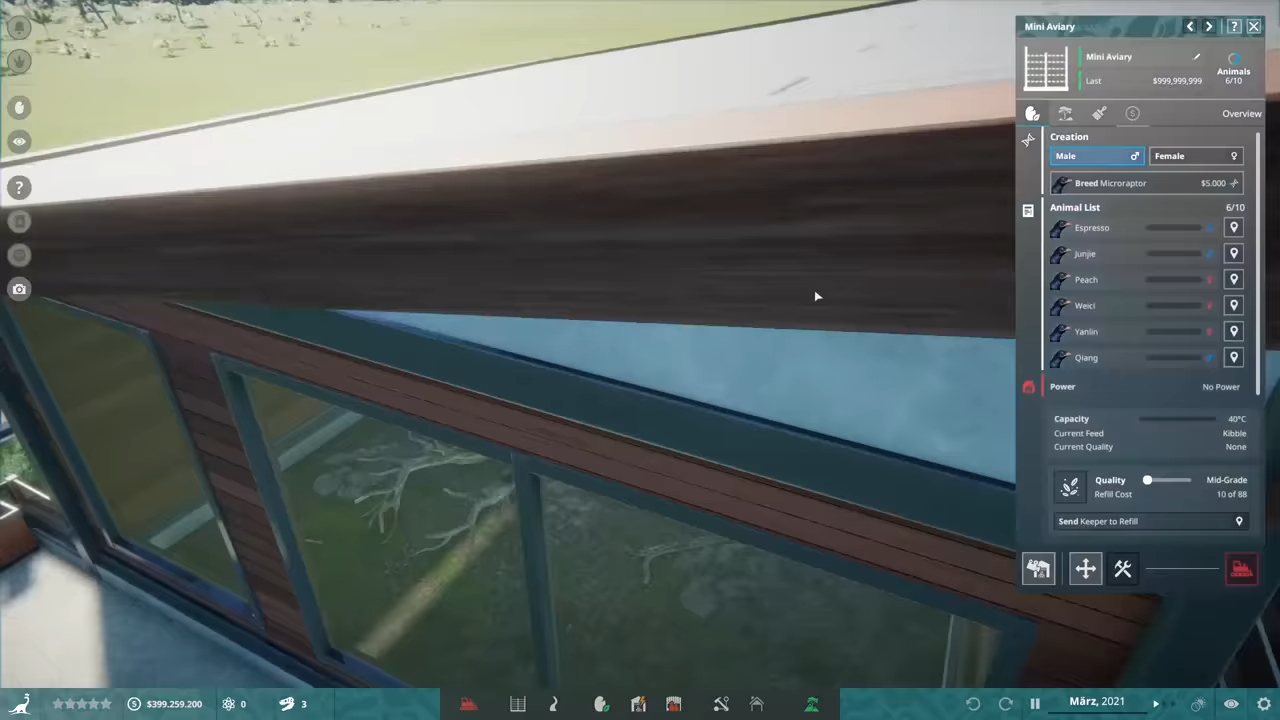 Mini Aviary
?
Mini Aviary
Last $999,999,999
Animals
6/10
Overview
Creation
Male
Female
Breed Microraptor $5.000
Animal List 6/10
Espresso
Junjie
Peach
Weici
Yanlin
Qiang
Power No Power
Capacity 40°C
Current Feed Kibble
Current Quality None
Quality Mid-Grade
Refill Cost 10 of 88
Send Keeper to Refill
?
$399.259.200
0
3
März, 2021